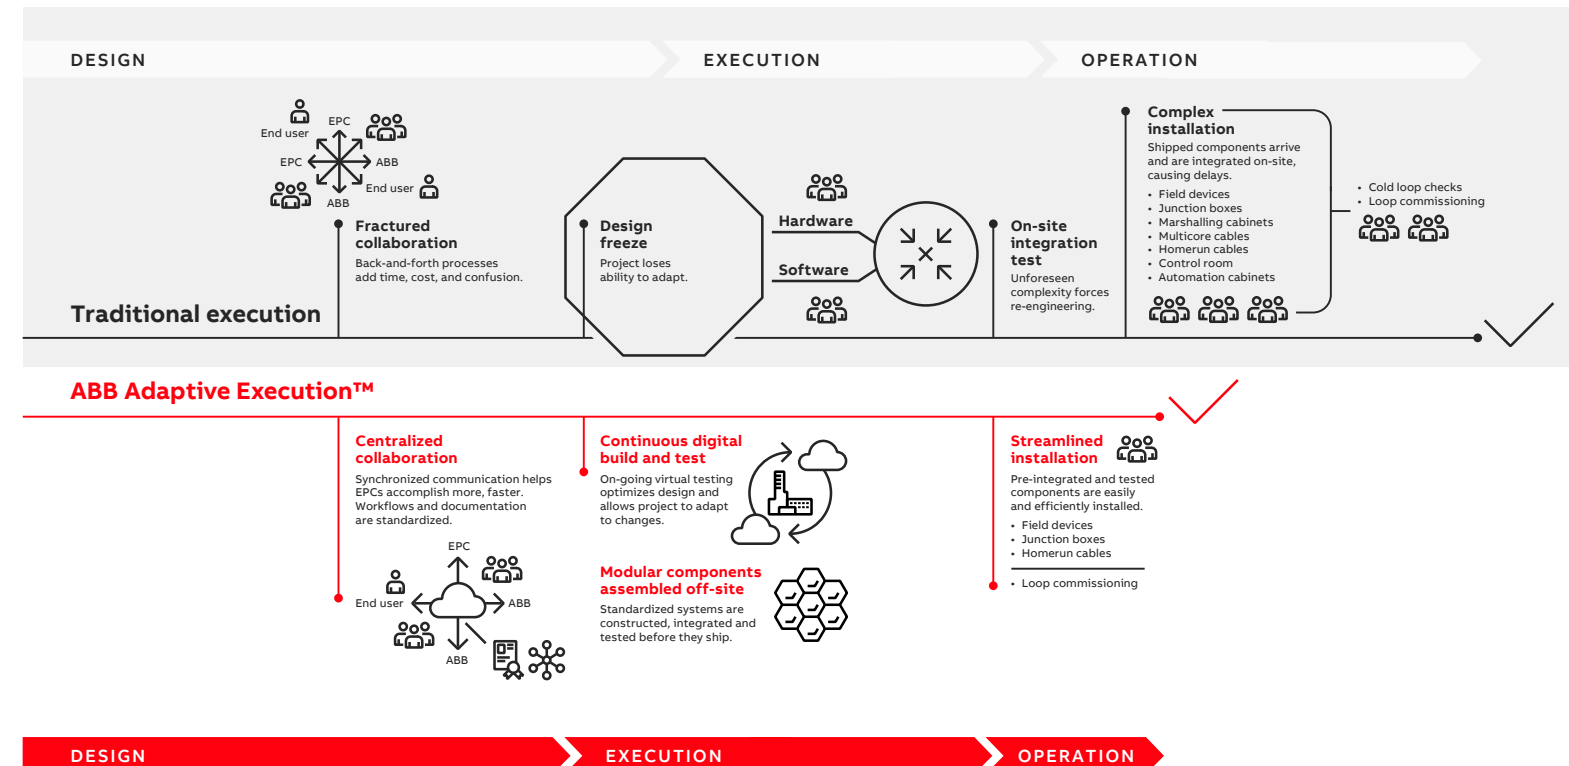 DESIGN
EXECUTION
OPERATION
End user
EPC
EPC
ABB
End user
ABB
Fractured
collaboration
Back-and-forth processes
add time, cost, and confusion.
Design
freeze
Project loses
ability to adapt.
Hardware
Software
On-site
integration
test
Unforeseen
complexity forces
re-engineering.
Complex
installation
Shipped components arrive
and are integrated on-site,
causing delays.
• Field devices
• Junction boxes
• Marshalling cabinets
• Multicore cables
• Homerun cables
• Control room
• Automation cabinets
• Cold loop checks
• Loop commissioning
Traditional execution
ABB Adaptive Execution™
Centralized
collaboration
Synchronized communication helps
EPCs accomplish more, faster.
Workflows and documentation
are standardized.
EPC
End user
ABB
ABB
Continuous digital
build and test
On-going virtual testing
optimizes design and
allows project to adapt
to changes.
Modular components
assembled off-site
Standardized systems are
constructed, integrated and
tested before they ship.
Streamlined
installation
Pre-integrated and tested
components are easily
and efficiently installed.
• Field devices
• Junction boxes
• Homerun cables
• Loop commissioning
DESIGN
EXECUTION
OPERATION